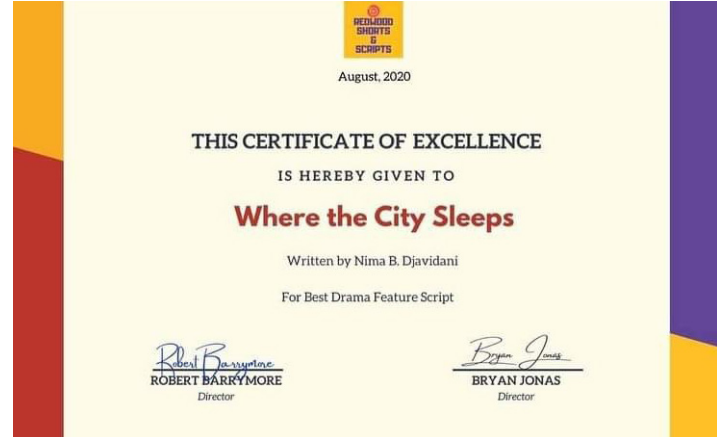 REDWOOD
SHORTS
&
SCRIPTS
August, 2020
THIS CERTIFICATE OF EXCELLENCE
IS HEREBY GIVEN TO
Where the City Sleeps
Written by Nima B. Djavidani
For Best Drama Feature Script
Robert Barrymore
ROBERT BARRYMORE
Director
Bryan Jonas
BRYAN JONAS
Director